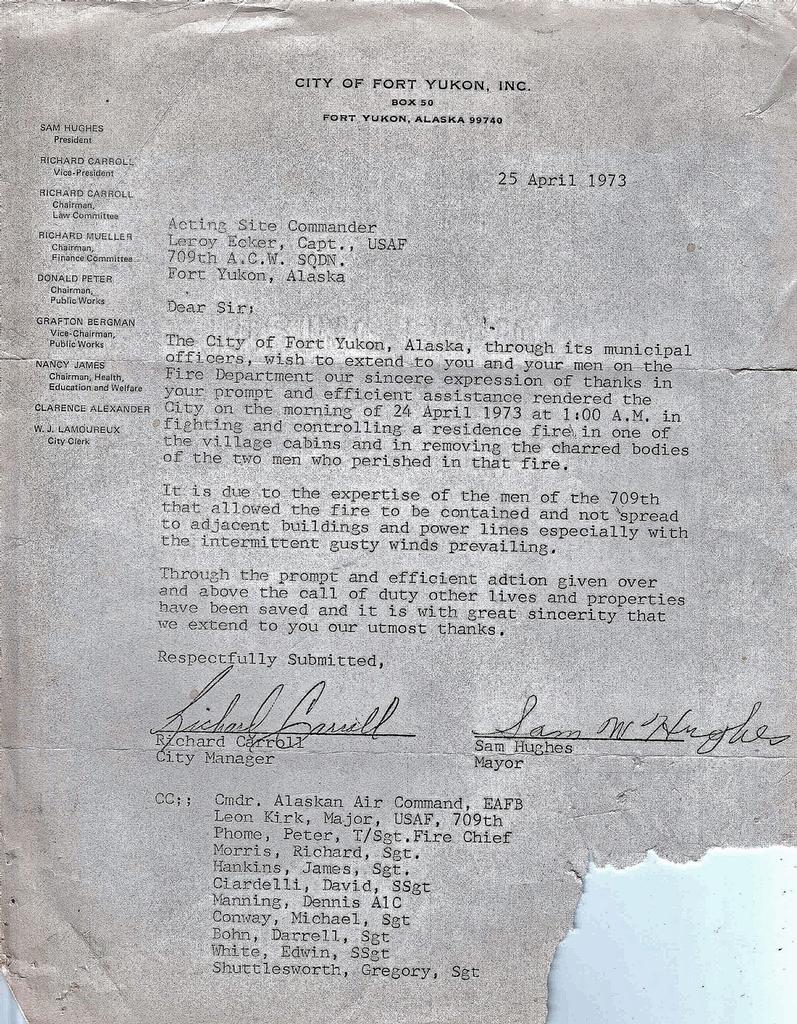 CITY OF FORT YUKON, INC.
BOX 50
FORT YUKON, ALASKA 99740
SAM HUGHES
President
RICHARD CARROLL
Vice-President
RICHARD CARROLL
Chairman,
Law Committee
RICHARD MUELLER
Chairman,
Finance Committee
DONALD PETER
Chairman,
Public Works
GRAFTON BERGMAN
Vice-Chairman,
Public Works
NANCY JAMES
Chairman, Health,
Education and Welfare
CLARENCE ALEXANDER
W. J. LAMOUREUX
City Clerk
25 April 1973
Acting Site Commander
Leroy Ecker, Capt., USAF
709th A.C.W. SQDN.
Fort Yukon, Alaska
Dear Sir:
The City of Fort Yukon, Alaska, through its municipal
officers, wish to extend to you and your men on the
Fire Department our sincere expression of thanks in
your prompt and efficient assistance rendered the
City on the morning of 24 April 1973 at 1:00 A.M. in
fighting and controlling a residence fire in one of
the village cabins and in removing the charred bodies
of the two men who perished in that fire.
It is due to the expertise of the men of the 709th
that allowed the fire to be contained and not spread
to adjacent buildings and power lines especially with
the intermittent gusty winds prevailing.
Through the prompt and efficient adtion given over
and above the call of duty other lives and properties
have been saved and it is with great sincerity that
we extend to you our utmost thanks.
Respectfully Submitted,
Richard Carroll
Richard Carroll
City Manager
Sam W Hughes
Sam Hughes
Mayor
CC;; Cmdr. Alaskan Air Command, EAFB
Leon Kirk, Major, USAF, 709th
Phome, Peter, T/Sgt.Fire Chief
Morris, Richard, Sgt.
Hankins, James, Sgt.
Ciardelli, David, SSgt
Manning, Dennis A1C
Conway, Michael, Sgt
Bohn, Darrell, Sgt
White, Edwin, SSgt
Shuttlesworth, Gregory, Sgt